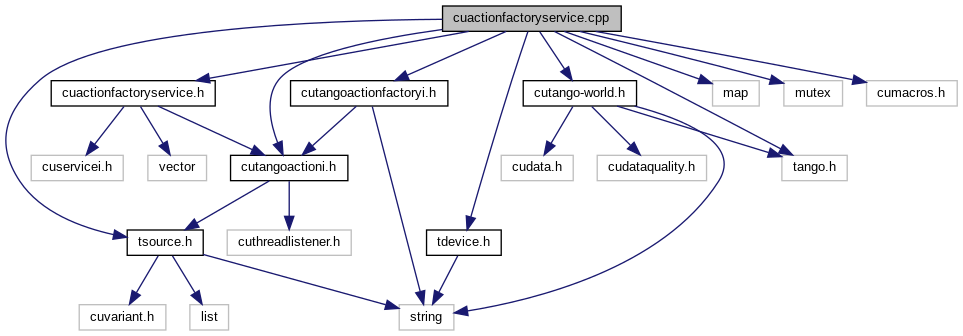 cuactionfactoryservice.cpp
cuactionfactoryservice.h
cutangoactionfactoryi.h
cutango-world.h
map
mutex
cumacros.h
cuservicei.h
vector
cutangoactioni.h
cudata.h
cudataquality.h
tango.h
tsource.h
cuthreadlistener.h
tdevice.h
cuvariant.h
list
string